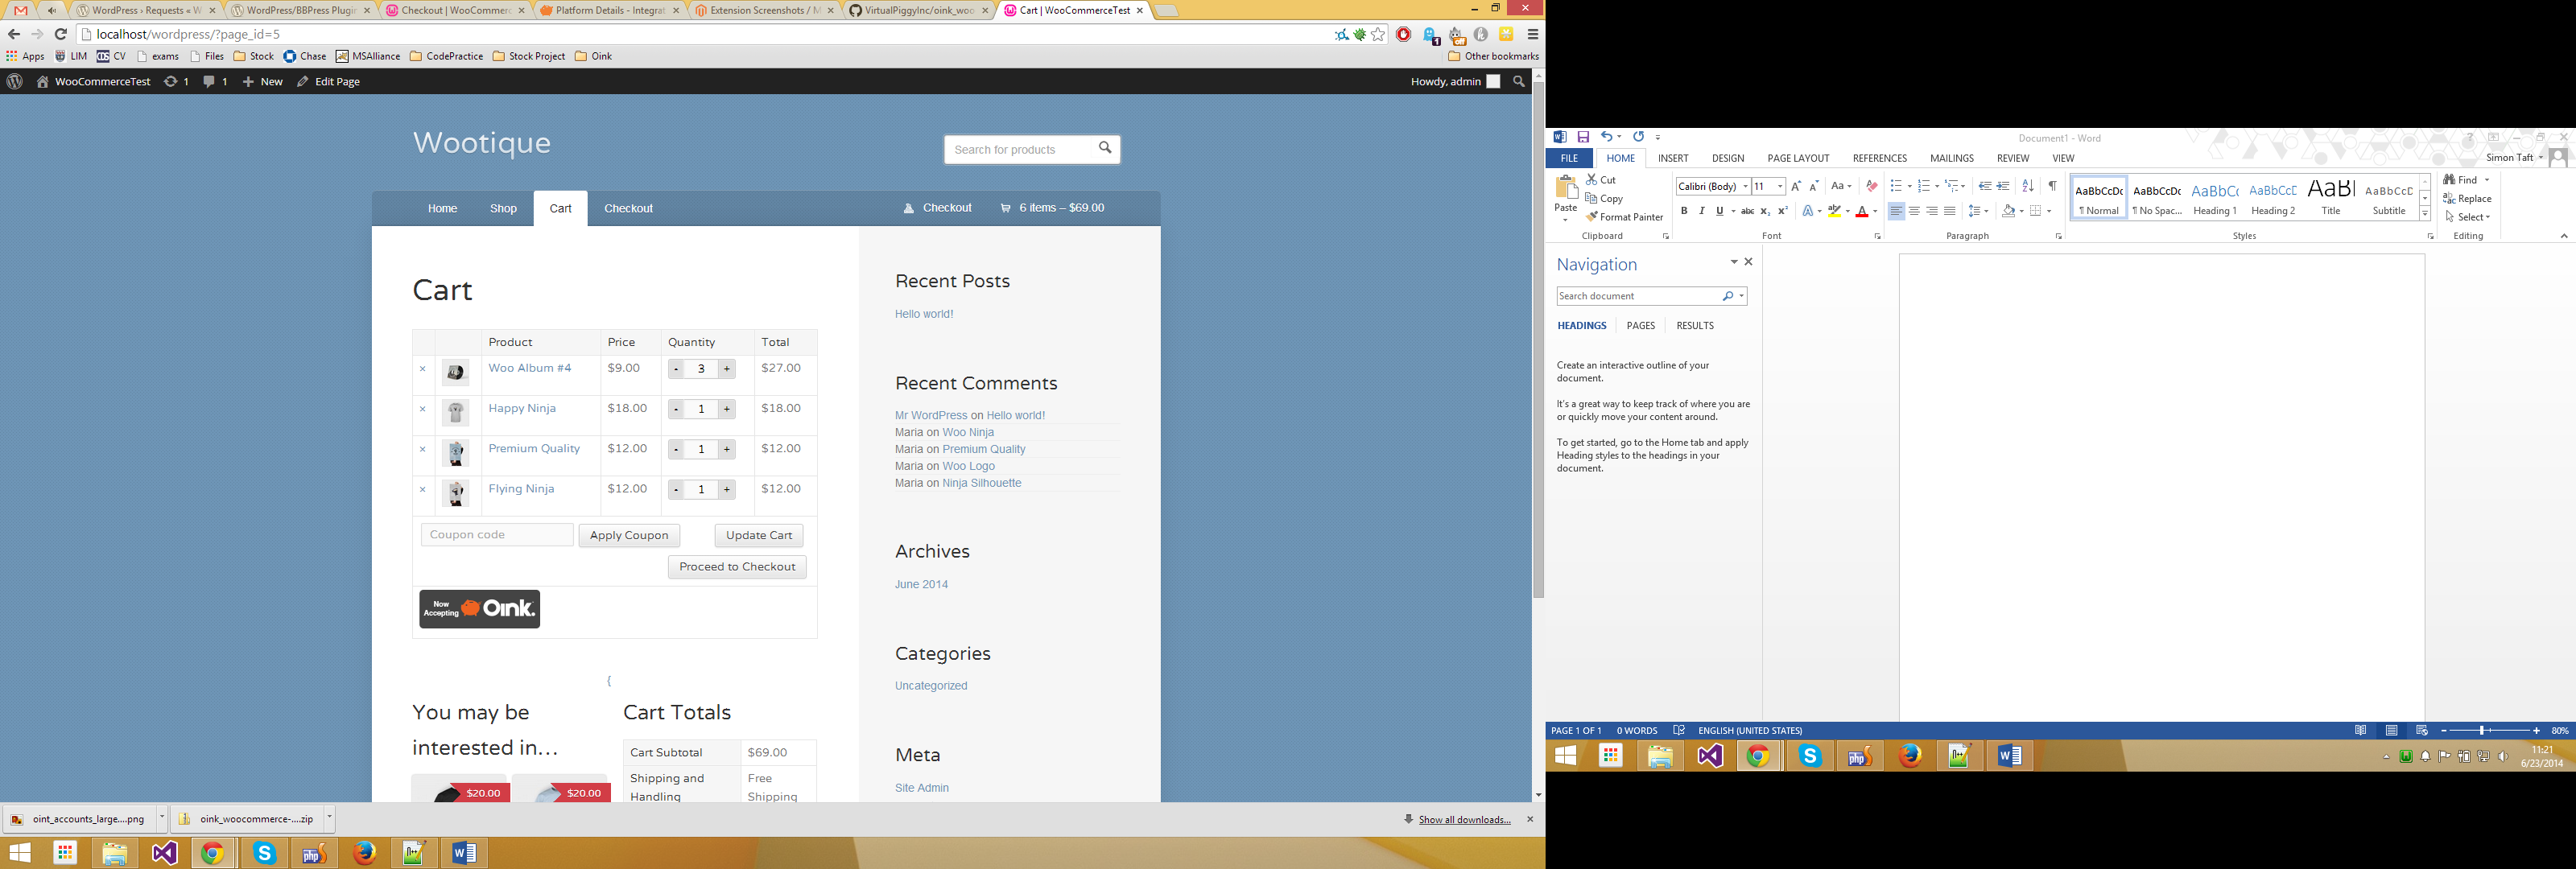 WordPress › Requests « W
WordPress/BBPress Plugin
Checkout | WooCommerc
Platform Details - Integrat
Extension Screenshots / M
VirtualPiggyInc/oink_woo
Cart | WooCommerceTest
localhost/wordpress/?page_id=5
Apps LIM CV exams Files Stock Chase MSAlliance CodePractice Stock Project Oink Other bookmarks
WooCommerceTest 1 1 New Edit Page Howdy, admin
Wootique
Search for products
Home Shop Cart Checkout Checkout 6 items – $69.00
Cart
Product Price Quantity Total
× Woo Album #4 $9.00 - 3 + $27.00
× Happy Ninja $18.00 - 1 + $18.00
× Premium Quality $12.00 - 1 + $12.00
× Flying Ninja $12.00 - 1 + $12.00
Coupon code Apply Coupon Update Cart
Proceed to Checkout
Now Accepting Oink.
{
You may be
interested in...
$20.00 $20.00
Cart Totals
Cart Subtotal $69.00
Shipping and Handling Free Shipping
Recent Posts
Hello world!
Recent Comments
Mr WordPress on Hello world!
Maria on Woo Ninja
Maria on Premium Quality
Maria on Woo Logo
Maria on Ninja Silhouette
Archives
June 2014
Categories
Uncategorized
Meta
Site Admin
oint_accounts_large....png
oink_woocommerce-....zip
Show all downloads...
Document1 - Word
FILE HOME INSERT DESIGN PAGE LAYOUT REFERENCES MAILINGS REVIEW VIEW Simon Taft
Paste
Cut
Copy
Format Painter
Clipboard
Calibri (Body) 11
B I U abc x₂ x²
Font
Paragraph
AaBbCcDc AaBbCcDc AaBbCc AaBbCcE AaBl AaBbCcC
¶ Normal ¶ No Spac... Heading 1 Heading 2 Title Subtitle
Styles
Find
Replace
Select
Editing
Navigation
Search document
HEADINGS PAGES RESULTS
Create an interactive outline of your
document.
It's a great way to keep track of where you are
or quickly move your content around.
To get started, go to the Home tab and apply
Heading styles to the headings in your
document.
PAGE 1 OF 1 0 WORDS ENGLISH (UNITED STATES) 80%
11:21
6/23/2014